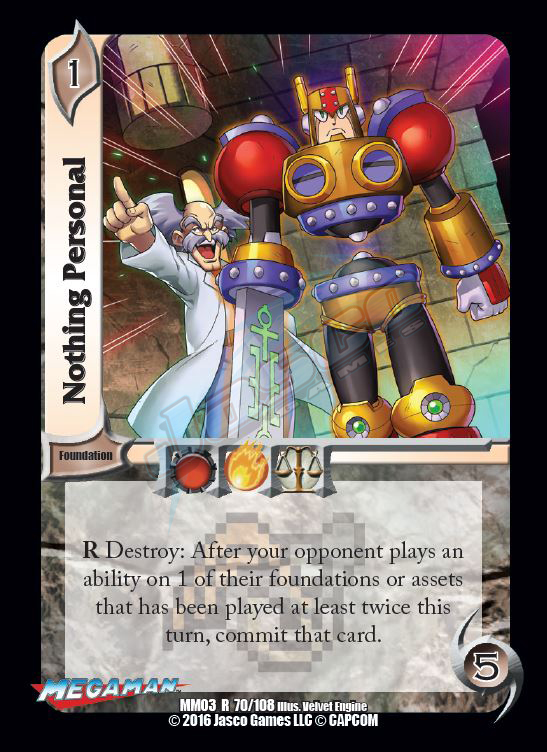 1
Nothing Personal
Foundation
R Destroy: After your opponent plays an
ability on 1 of their foundations or assets
that has been played at least twice this
turn, commit that card.
5
MEGAMAN™
MM03 R 70/108 Illus. Velvet Engine
© 2016 Jasco Games LLC © CAPCOM